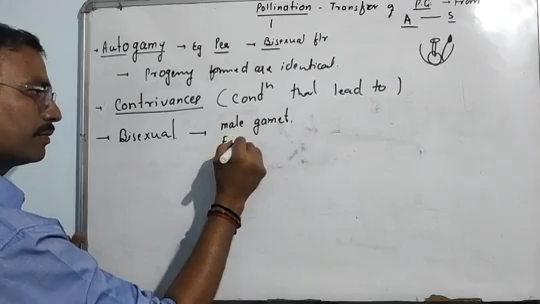 Pollination - Transfer of P.G. → From
A — S
• Autogamy → Eg Pea → Bisexual flr
→ Progeny formed are identical.
• Contrivances (Condⁿ that lead to)
→ Bisexual → male gamet.
F